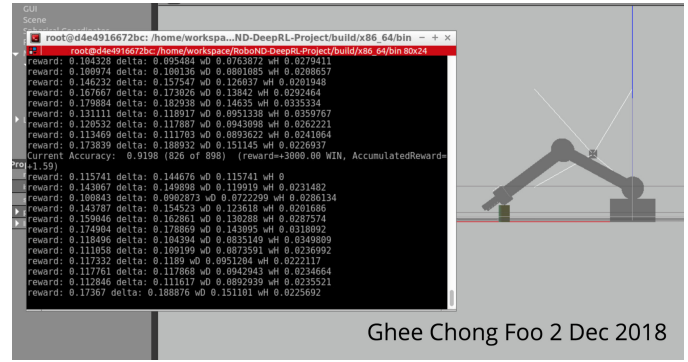 GUI
Scene
root@d4e4916672bc: /home/workspa...ND-DeepRL-Project/build/x86_64/bin
root@d4e4916672bc: /home/workspace/RoboND-DeepRL-Project/build/x86_64/bin 80x24
reward: 0.104328 delta: 0.095484 wD 0.0763872 wH 0.0279411
reward: 0.100974 delta: 0.100136 wD 0.0801085 wH 0.0208657
reward: 0.146232 delta: 0.157547 wD 0.126037 wH 0.0201948
reward: 0.167667 delta: 0.173026 wD 0.13842 wH 0.0292464
reward: 0.179884 delta: 0.182938 wD 0.14635 wH 0.0335334
reward: 0.131111 delta: 0.118917 wD 0.0951338 wH 0.0359767
reward: 0.120532 delta: 0.117887 wD 0.0943098 wH 0.0262221
reward: 0.113469 delta: 0.111703 wD 0.0893622 wH 0.0241064
reward: 0.173839 delta: 0.188932 wD 0.151145 wH 0.0226937
Current Accuracy:  0.9198 (826 of 898)  (reward=+3000.00 WIN, AccumulatedReward=
+1.59)
reward: 0.115741 delta: 0.144676 wD 0.115741 wH 0
reward: 0.143067 delta: 0.149898 wD 0.119919 wH 0.0231482
reward: 0.100843 delta: 0.0902873 wD 0.0722299 wH 0.0286134
reward: 0.143787 delta: 0.154523 wD 0.123618 wH 0.0201686
reward: 0.159046 delta: 0.162861 wD 0.130288 wH 0.0287574
reward: 0.174904 delta: 0.178869 wD 0.143095 wH 0.0318092
reward: 0.118496 delta: 0.104394 wD 0.0835149 wH 0.0349809
reward: 0.111058 delta: 0.109199 wD 0.0873591 wH 0.0236992
reward: 0.117332 delta: 0.1189 wD 0.0951204 wH 0.0222117
reward: 0.117761 delta: 0.117868 wD 0.0942943 wH 0.0234664
reward: 0.112846 delta: 0.111617 wD 0.0892939 wH 0.0235521
reward: 0.17367 delta: 0.188876 wD 0.151101 wH 0.0225692
Ghee Chong Foo 2 Dec 2018